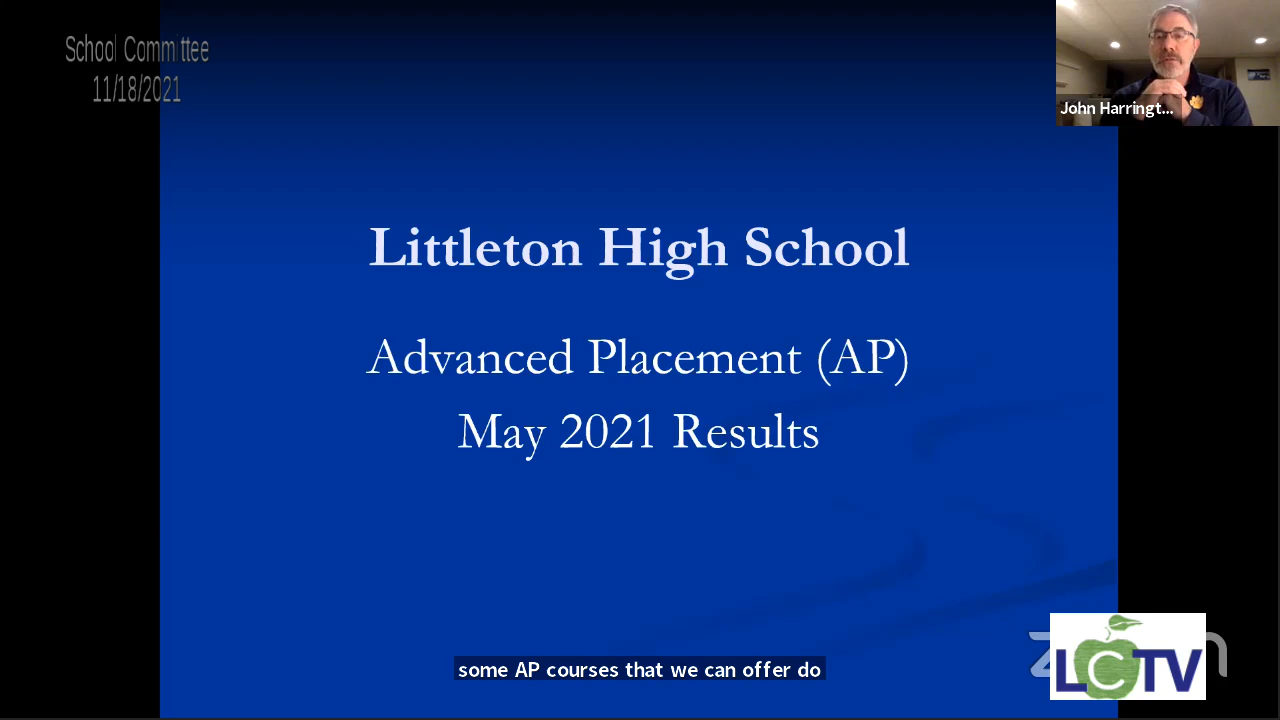 School Committee
11/18/2021
John Harringt...
Littleton High School
Advanced Placement (AP)
May 2021 Results
some AP courses that we can offer do
LCTV